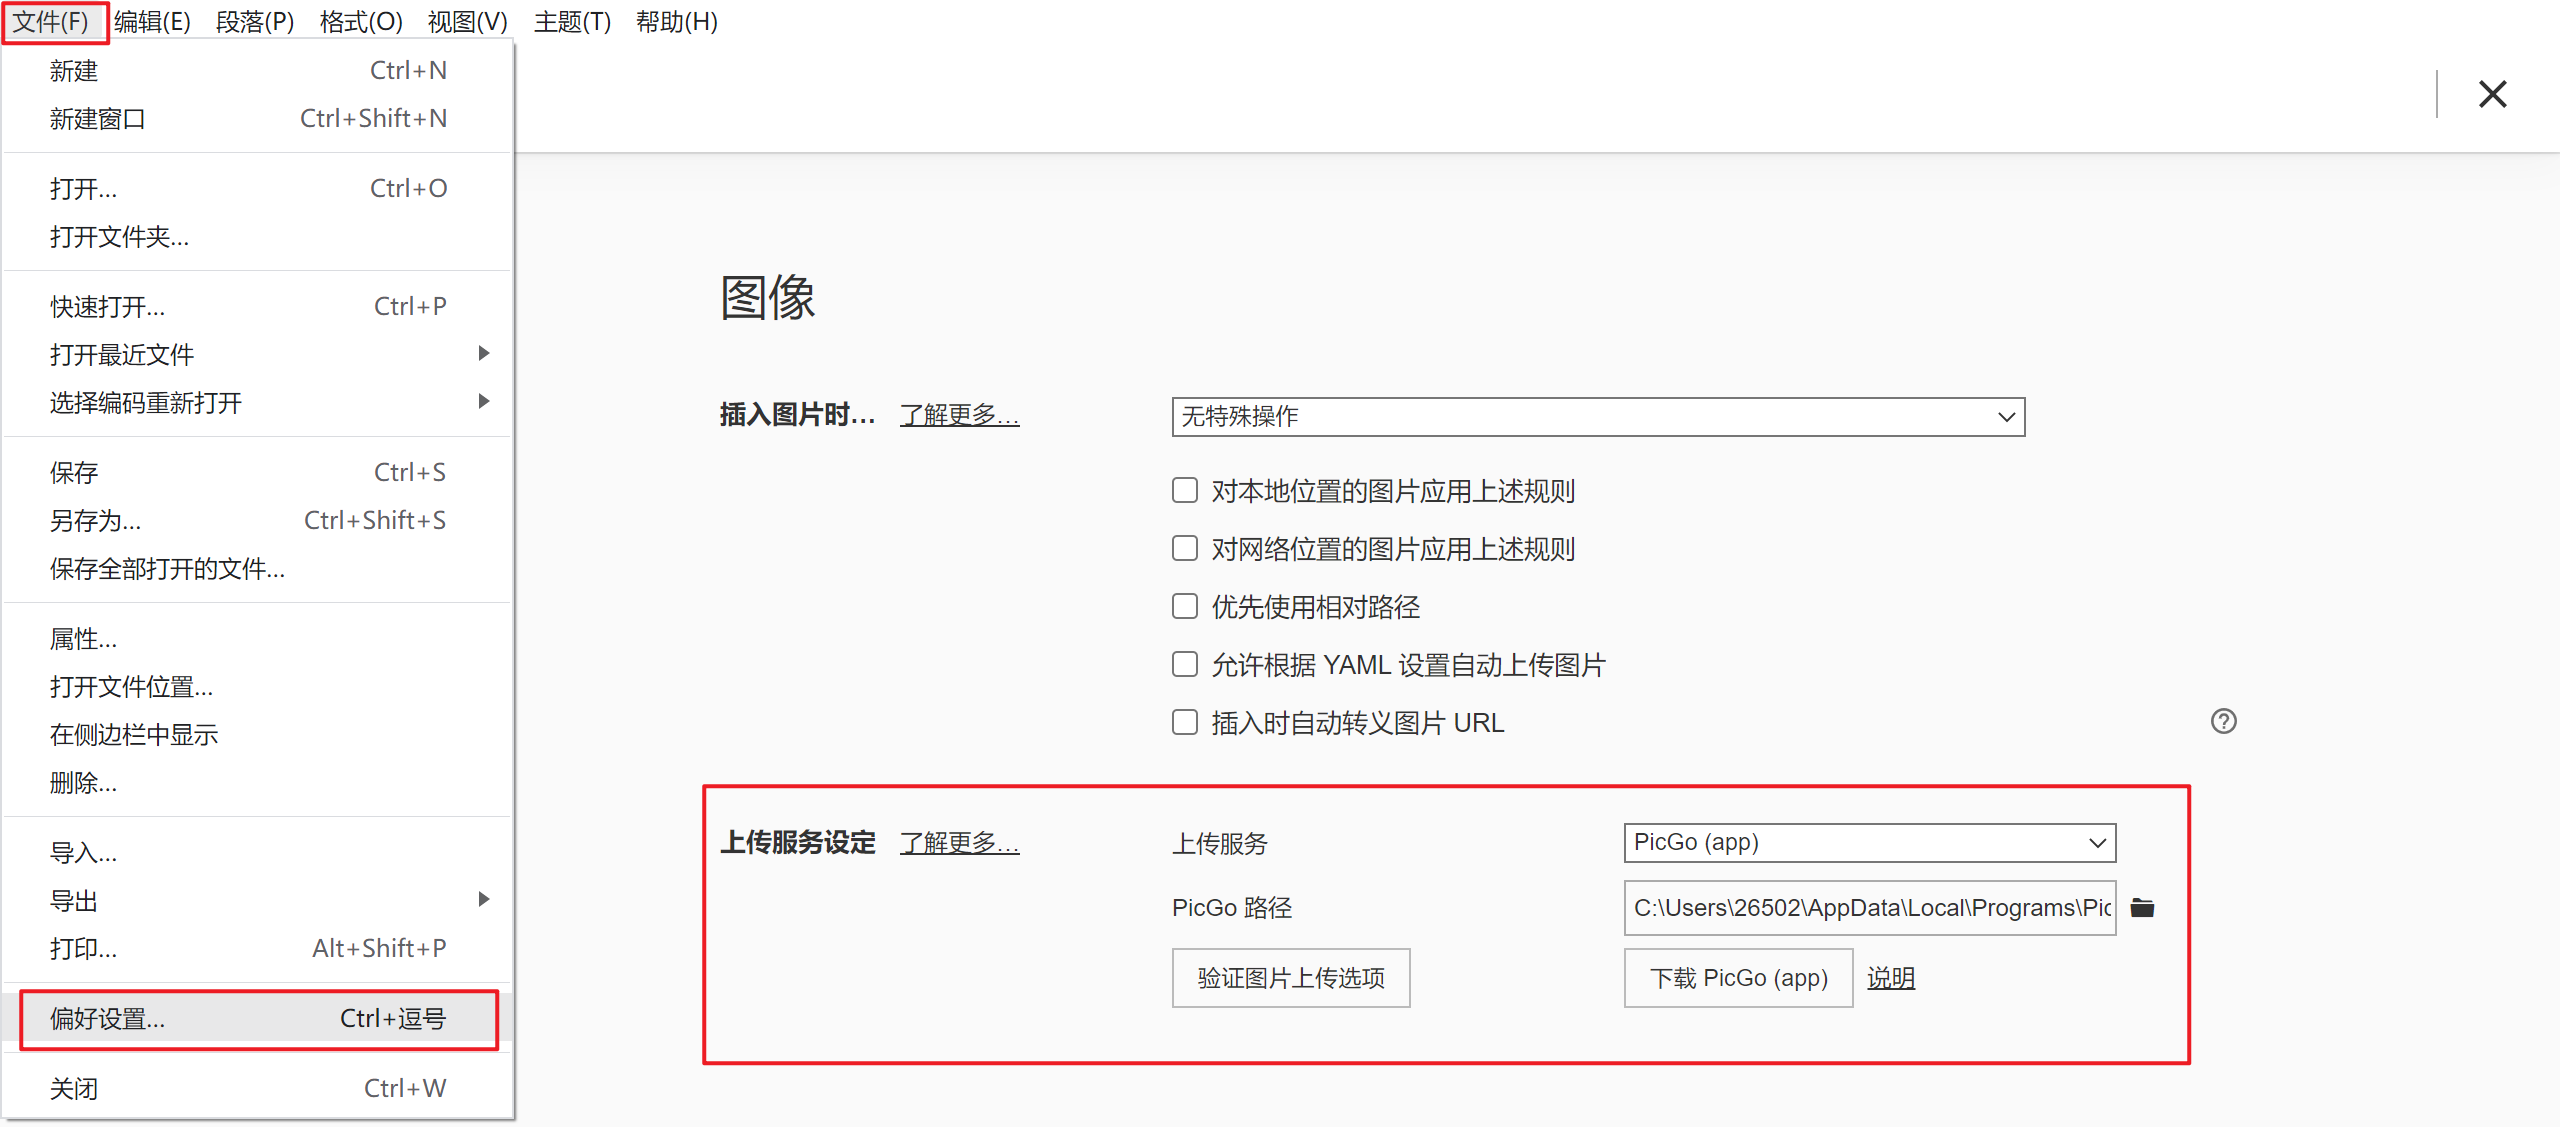 文件(F) 编辑(E) 段落(P) 格式(O) 视图(V) 主题(T) 帮助(H)
新建 Ctrl+N
新建窗口 Ctrl+Shift+N
打开... Ctrl+O
打开文件夹...
快速打开... Ctrl+P
打开最近文件
选择编码重新打开
保存 Ctrl+S
另存为... Ctrl+Shift+S
保存全部打开的文件...
属性...
打开文件位置...
在侧边栏中显示
删除...
导入...
导出
打印... Alt+Shift+P
偏好设置... Ctrl+逗号
关闭 Ctrl+W
图像
插入图片时... 了解更多... 无特殊操作
对本地位置的图片应用上述规则
对网络位置的图片应用上述规则
优先使用相对路径
允许根据 YAML 设置自动上传图片
插入时自动转义图片 URL
上传服务设定 了解更多... 上传服务 PicGo (app)
PicGo 路径 C:\Users\26502\AppData\Local\Programs\Pic
验证图片上传选项 下载 PicGo (app) 说明